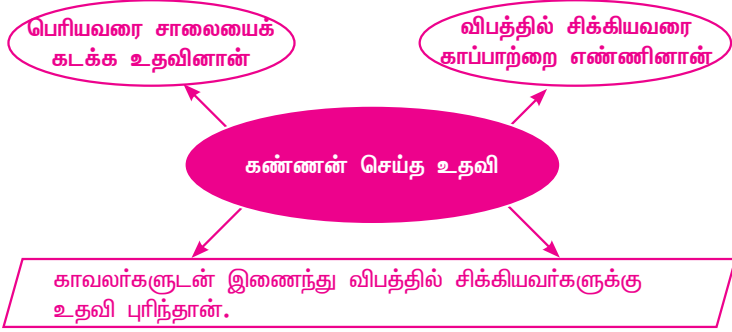 பெரியவரை சாலையைக்
கடக்க உதவினான்
விபத்தில் சிக்கியவரை
காப்பாற்றை எண்ணினான்
கண்ணன் செய்த உதவி
காவலர்களுடன் இணைந்து விபத்தில் சிக்கியவர்களுக்கு
உதவி புரிந்தான்.